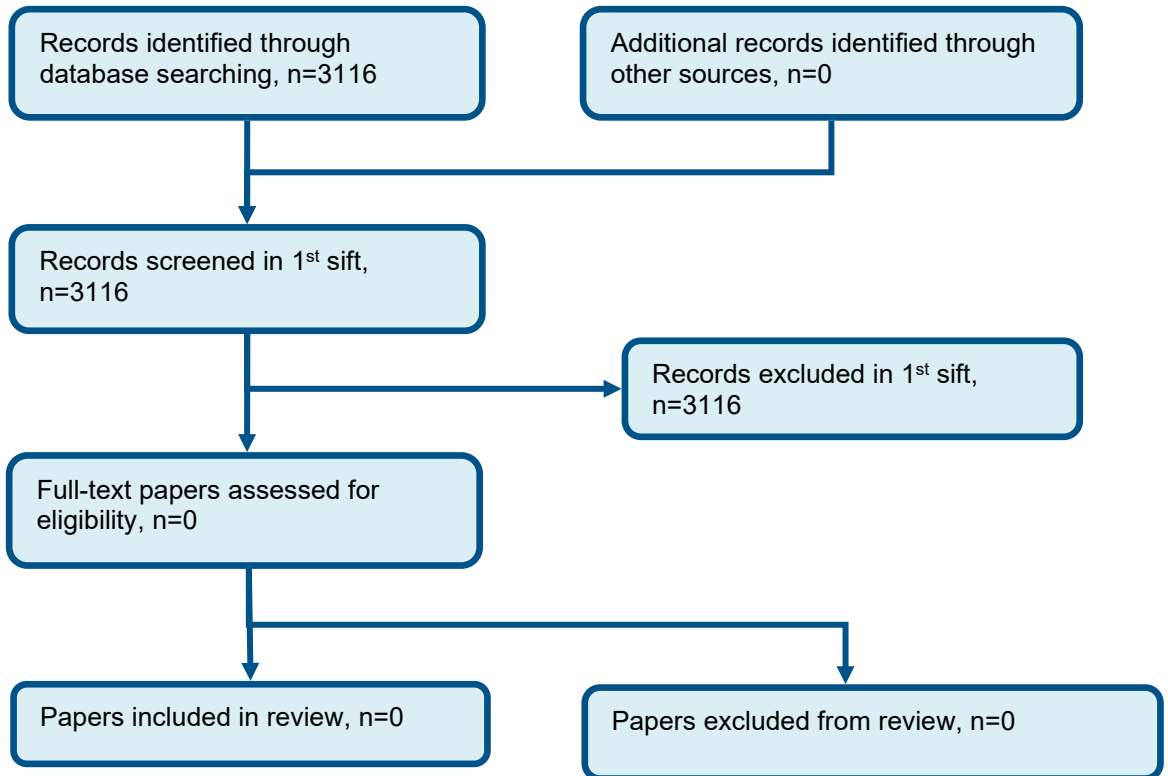 Records identified through
database searching, n=3116
Additional records identified through
other sources, n=0
Records screened in 1st sift,
n=3116
Records excluded in 1st sift,
n=3116
Full-text papers assessed for
eligibility, n=0
Papers included in review, n=0
Papers excluded from review, n=0